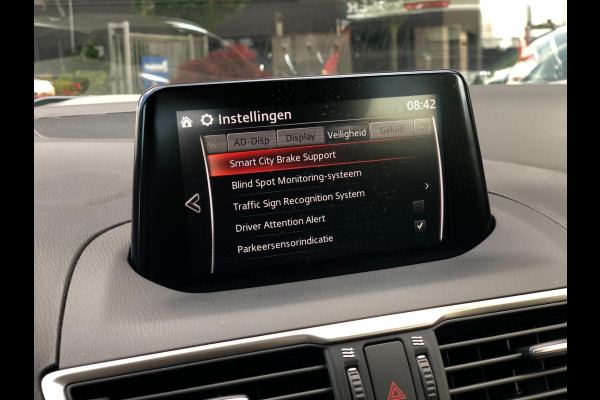 Instellingen 08:42
AD-Disp Display Veiligheid Geluid
Smart City Brake Support
Blind Spot Monitoring-systeem
Traffic Sign Recognition System
Driver Attention Alert
Parkeersensorindicatie